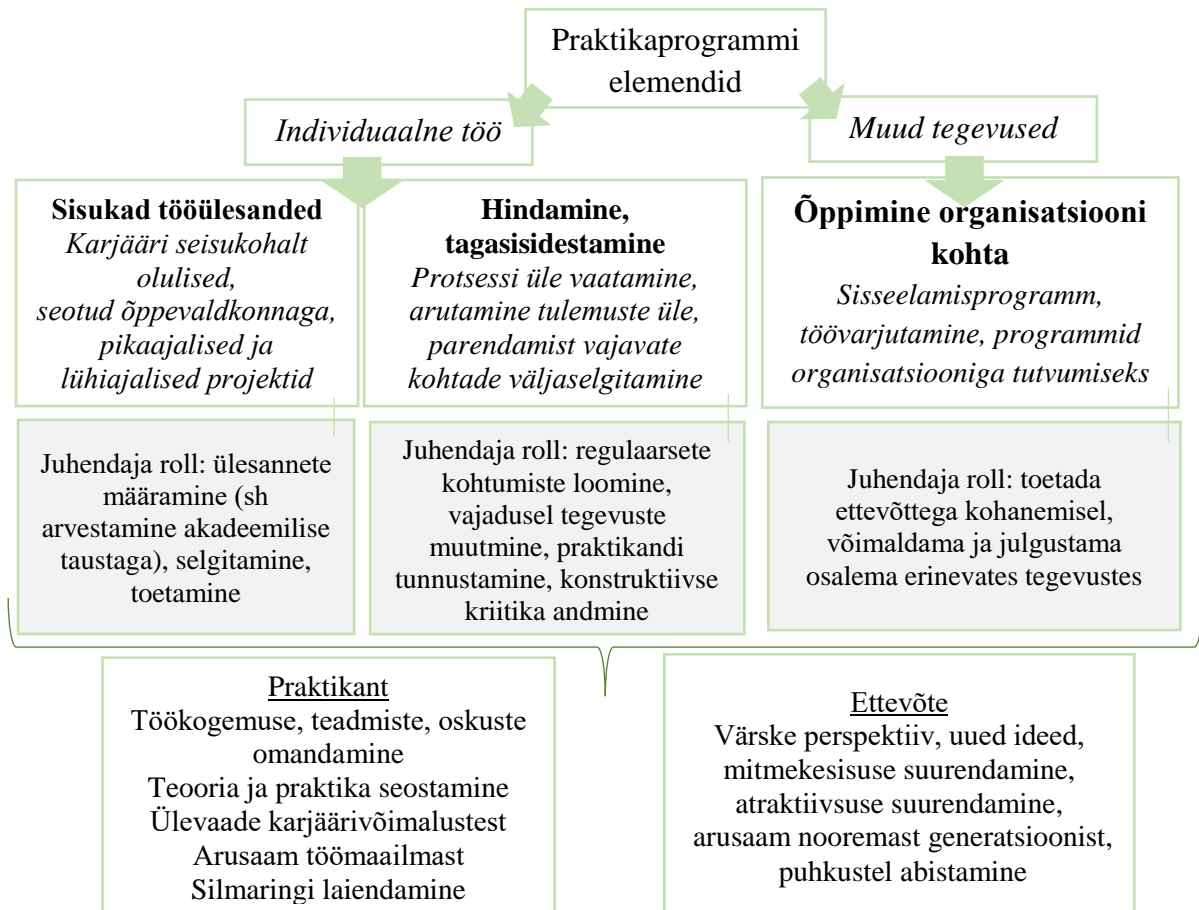 Praktikaprogrammi
elemendid
Individuaalne töö
Muud tegevused
Sisukad tööülesanded
Karjääri seisukohalt
olulised,
seotud õppevaldkonnaga,
pikaajalised ja
lühiajalised projektid
Hindamine,
tagasisidestamine
Protsessi üle vaatamine,
arutamine tulemuste üle,
parendamist vajavate
kohtade väljaselgitamine
Õppimine organisatsiooni
kohta
Sisseelamisprogramm,
töövarjutamine, programmid
organisatsiooniga tutvumiseks
Juhendaja roll: ülesannete
määramine (sh
arvestamine akadeemilise
taustaga), selgitamine,
toetamine
Juhendaja roll: regulaarsete
kohtumiste loomine,
vajadusel tegevuste
muutmine, praktikandi
tunnustamine, konstruktiivse
kriitika andmine
Juhendaja roll: toetada
ettevõttega kohanemisel,
võimaldama ja julgustama
osalema erinevates tegevustes
Praktikant
Töökogemuse, teadmiste, oskuste
omandamine
Teooria ja praktika seostamine
Ülevaade karjäärivõimalustest
Arusaam töömaailmast
Silmaringi laiendamine
Ettevõte
Värske perspektiiv, uued ideed,
mitmekesisuse suurendamine,
atraktiivsuse suurendamine,
arusaam nooremast generatsioonist,
puhkustel abistamine